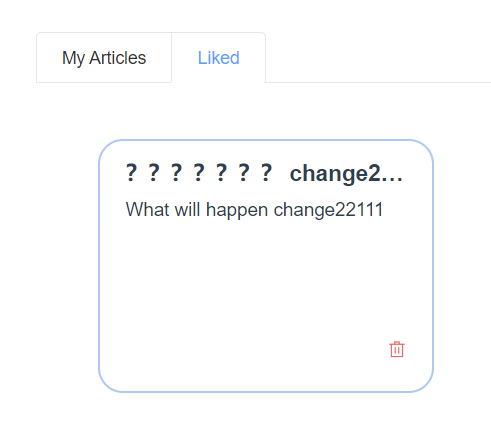 My Articles
Liked
? ? ? ? ? ? ? change2...
What will happen change22111